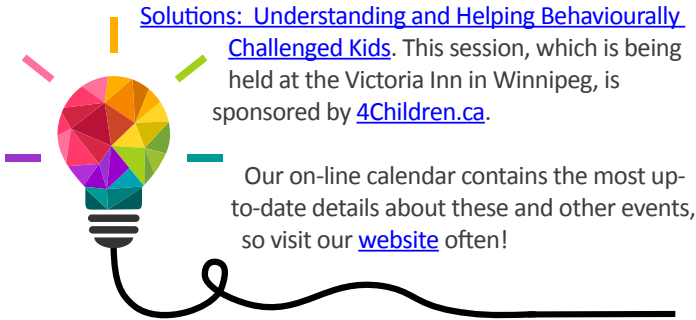 Solutions:  Understanding and Helping Behaviourally
Challenged Kids. This session, which is being
held at the Victoria Inn in Winnipeg, is
sponsored by 4Children.ca.
Our on-line calendar contains the most up-
to-date details about these and other events,
so visit our website often!